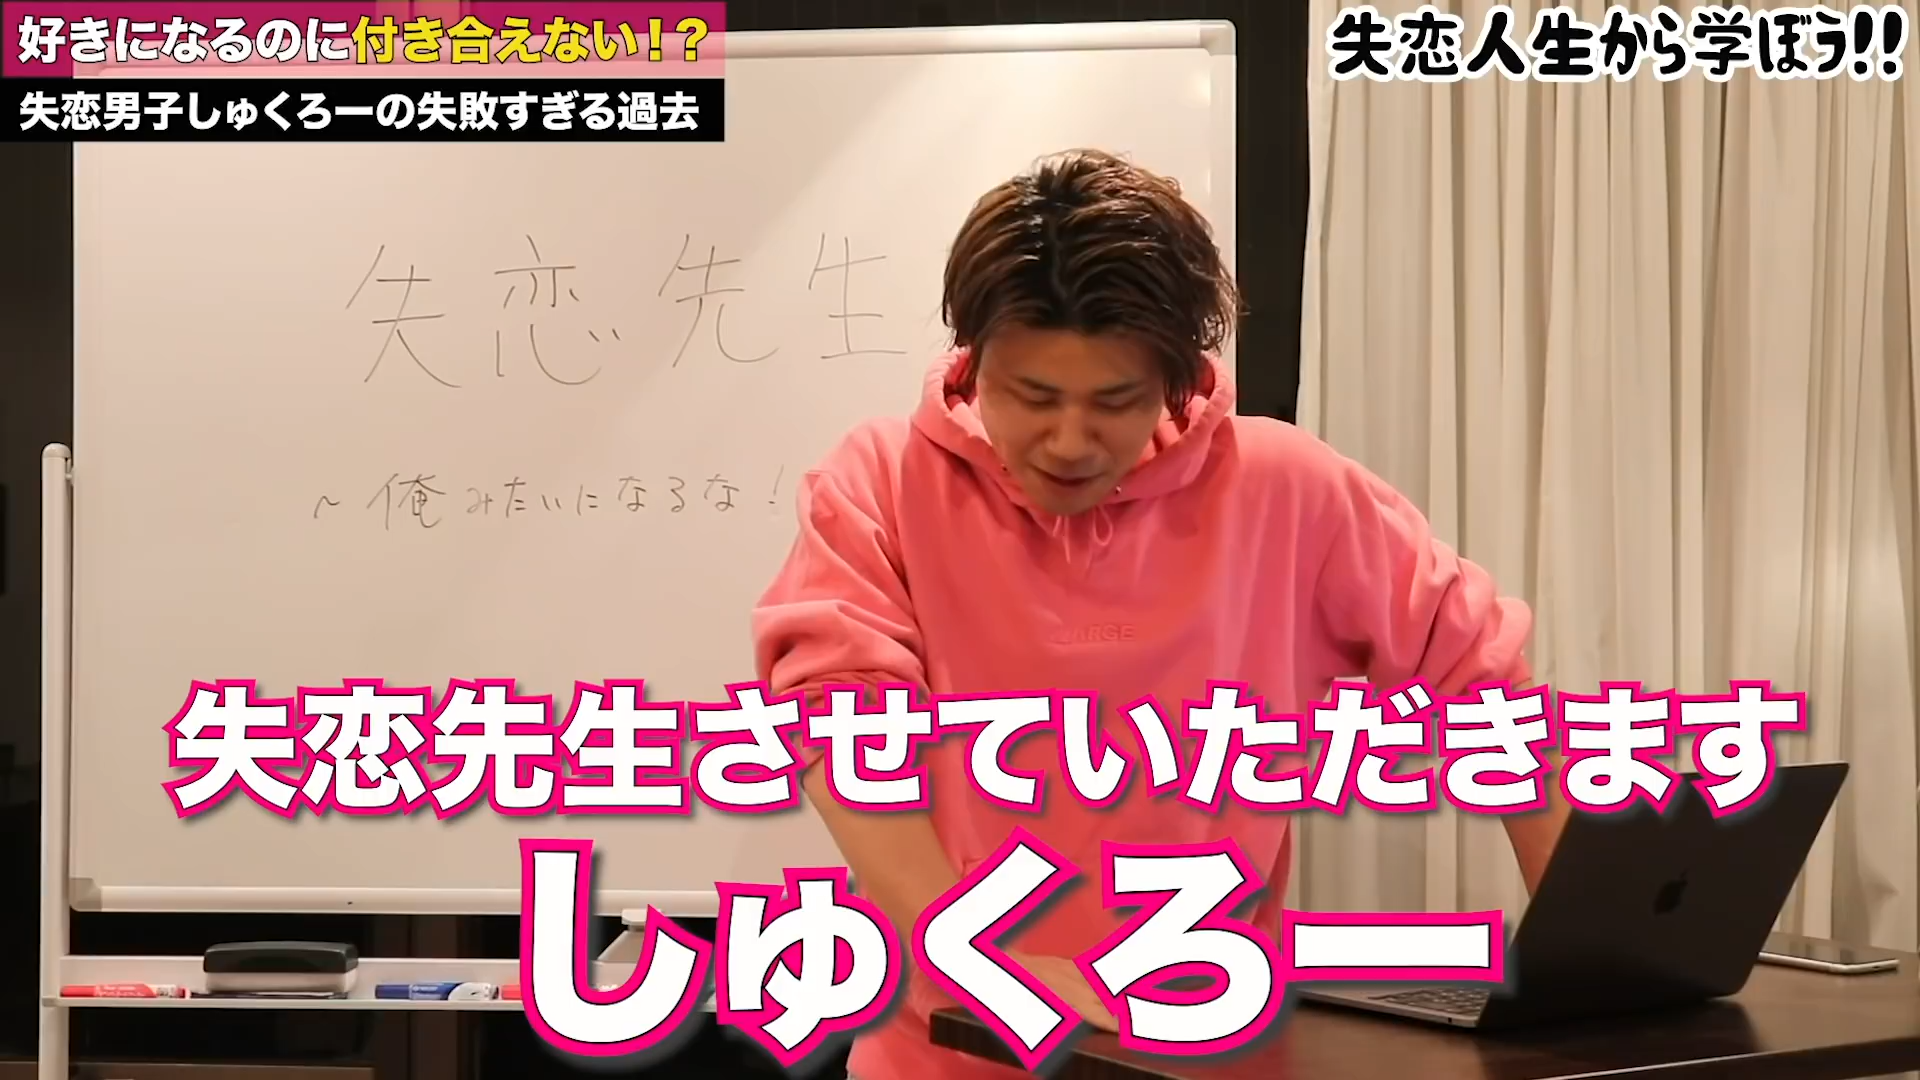 好きになるのに付き合えない!?
失恋男子しゅくろーの失敗すぎる過去
失恋人生から学ぼう!!
失恋先生
~俺みたいになるな!
失恋先生させていただきます
しゅくろー